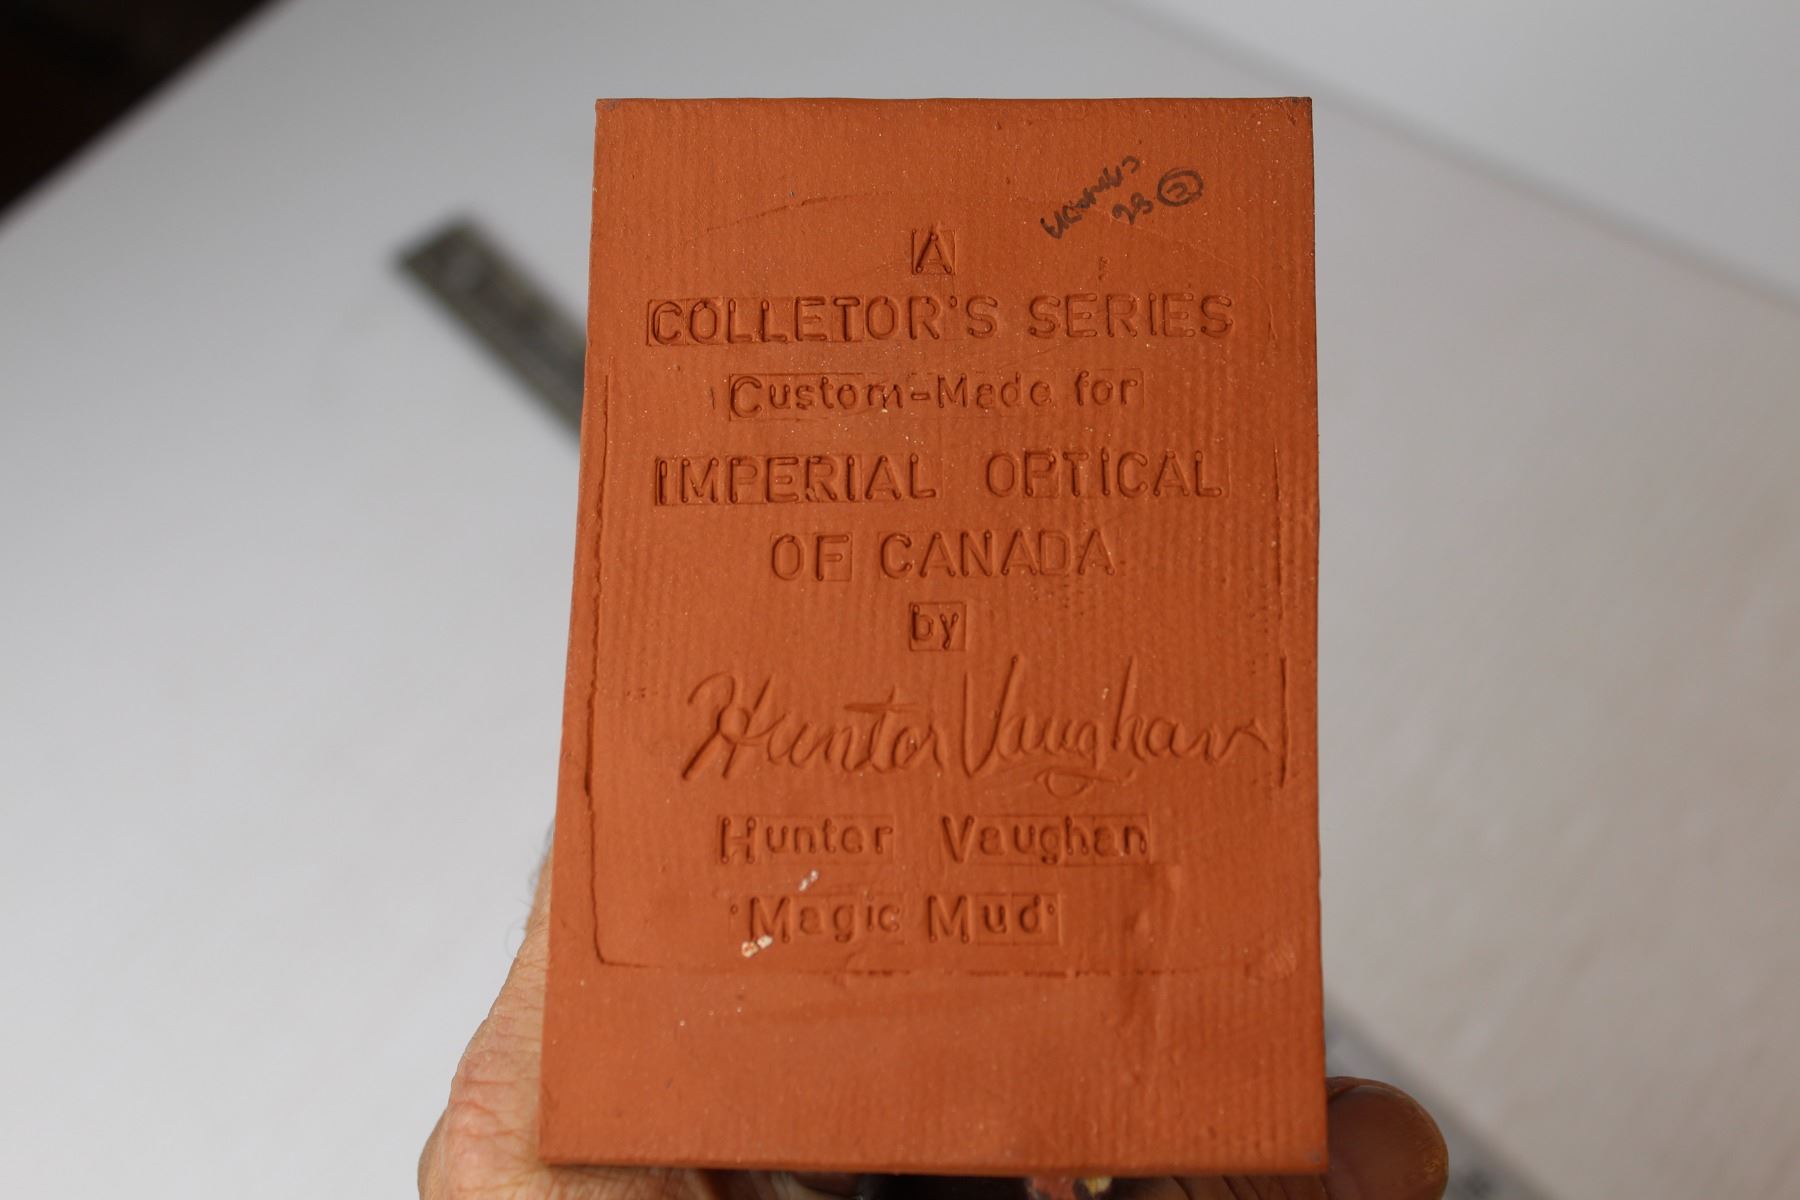 A
COLLETOR'S SERIES
Custom-Made for
IMPERIAL OPTICAL
OF CANADA
by
Hunter Vaughan
Hunter Vaughan
'Magic Mud'